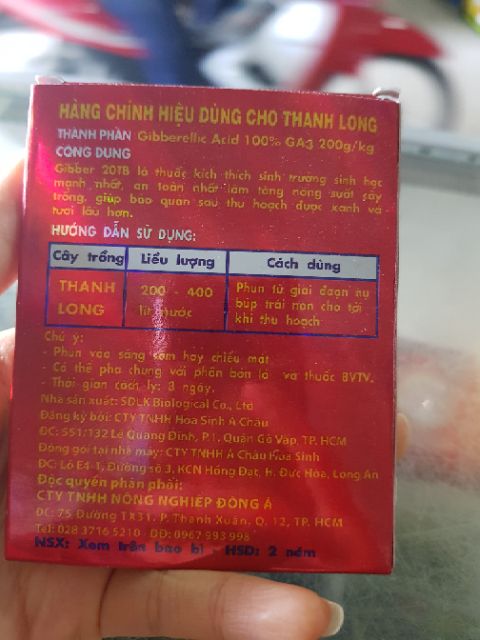 HÀNG CHÍNH HIỆU DÙNG CHO THANH LONG
THÀNH PHẦN Gibberellic Acid 100% GA3 200g/kg
CÔNG DỤNG
Gibber 20TB là thuốc kích thích sinh trưởng sinh học
mạnh nhất, an toàn nhất làm tăng năng suất cây
trồng, giúp bảo quản sau thu hoạch được xanh và
tươi lâu hơn.
HƯỚNG DẪN SỬ DỤNG:
Cây trồng Liều lượng Cách dùng
THANH LONG 200 400 lít nước Phun từ giai đoạn nụ búp trái non cho tới khi thu hoạch
Chú ý:
- Phun vào sáng sớm hay chiều mát
- Có thể pha chung với phân bón lá và thuốc BVTV.
- Thời gian cách ly: 3 ngày.
Nhà sản xuất: SDLK Biological Co., Ltd
Đăng ký bởi: CTY TNHH Hóa Sinh Á Châu
ĐC: 551/132 Lê Quang Định, P.1, Quận Gò Vấp, TP. HCM
Đóng gói tại nhà máy: CTY TNHH Á Châu Hóa Sinh
ĐC: Lô E4-1, Đường số 3, KCN Hồng Đạt, H. Đức Hòa, Long An
Độc quyền phân phối:
CTY TNHH NÔNG NGHIỆP ĐÔNG Á
ĐC: 75 Đường TX31. P. Thạnh Xuân, Q. 12, TP. HCM
Tel: 028 3716 5210 - DĐ: 0967 993 998
NSX: Xem trên bao bì - HSD: 2 năm